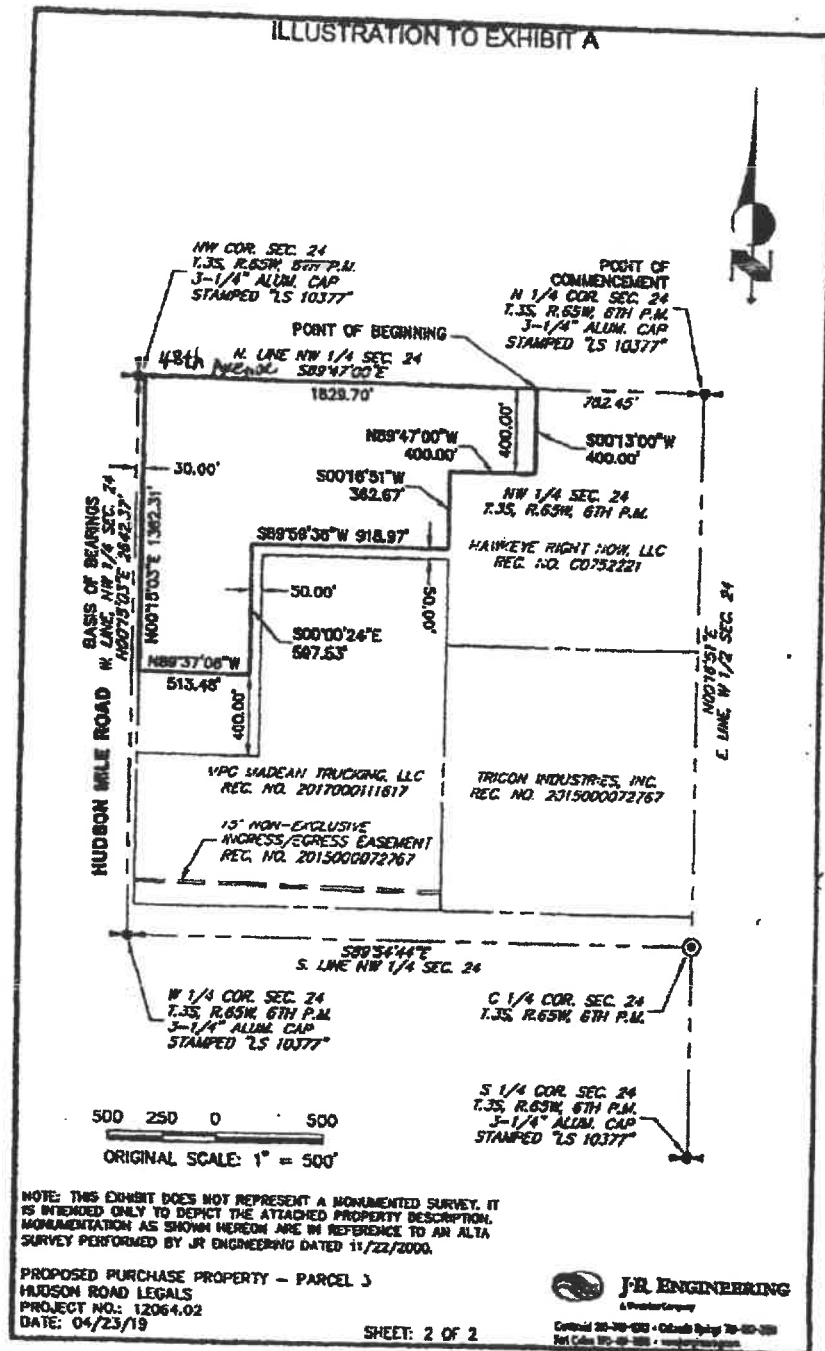 ILLUSTRATION TO EXHIBIT A
NW COR. SEC. 24
T.3S, R.65W, 6TH P.M.
3-1/4" ALUM. CAP
STAMPED "LS 10377"
POINT OF
COMMENCEMENT
N 1/4 COR. SEC. 24
T.3S, R.65W, 6TH P.M.
3-1/4" ALUM. CAP
STAMPED "LS 10377"
POINT OF BEGINNING
48th Avenue
N. LINE NW 1/4 SEC. 24
S89°47'00"E
1829.70'
782.45'
30.00'
N89°47'00"W
400.00'
400.00'
S00°13'00"W
400.00'
S00°16'51"W
362.67'
NW 1/4 SEC. 24
T.3S, R.65W, 6TH P.M.
S89°59'36"W 918.97'
HAWKEYE RIGHT NOW, LLC
REC. NO. C0752221
BASIS OF BEARINGS
W. LINE, NW 1/4 SEC. 24
N00°15'03"E 2642.37'
N00°15'03"E 1362.31'
50.00'
50.00'
S00°00'24"E
597.63'
N89°37'06"W
513.48'
400.00'
N00°16'51"E
E. LINE, W 1/2 SEC. 24
HUDSON MILE ROAD
VPG MADEAN TRUCKING, LLC
REC. NO. 2017000111617
TRICON INDUSTRIES, INC.
REC. NO. 2015000072767
15' NON-EXCLUSIVE
INGRESS/EGRESS EASEMENT
REC. NO. 2015000072767
S89°54'44"E
S. LINE NW 1/4 SEC. 24
W 1/4 COR. SEC. 24
T.3S, R.65W, 6TH P.M.
3-1/4" ALUM. CAP
STAMPED "LS 10377"
C 1/4 COR. SEC. 24
T.3S, R.65W, 6TH P.M.
S 1/4 COR. SEC. 24
T.3S, R.65W, 6TH P.M.
3-1/4" ALUM. CAP
STAMPED "LS 10377"
500 250 0 500
ORIGINAL SCALE: 1" = 500'
NOTE: THIS EXHIBIT DOES NOT REPRESENT A MONUMENTED SURVEY. IT
IS INTENDED ONLY TO DEPICT THE ATTACHED PROPERTY DESCRIPTION.
MONUMENTATION AS SHOWN HEREON ARE IN REFERENCE TO AN ALTA
SURVEY PERFORMED BY JR ENGINEERING DATED 11/22/2000.
PROPOSED PURCHASE PROPERTY – PARCEL 3
HUDSON ROAD LEGALS
PROJECT NO.: 12064.02
DATE: 04/23/19
SHEET: 2 OF 2
J·R ENGINEERING
A Westrian Company